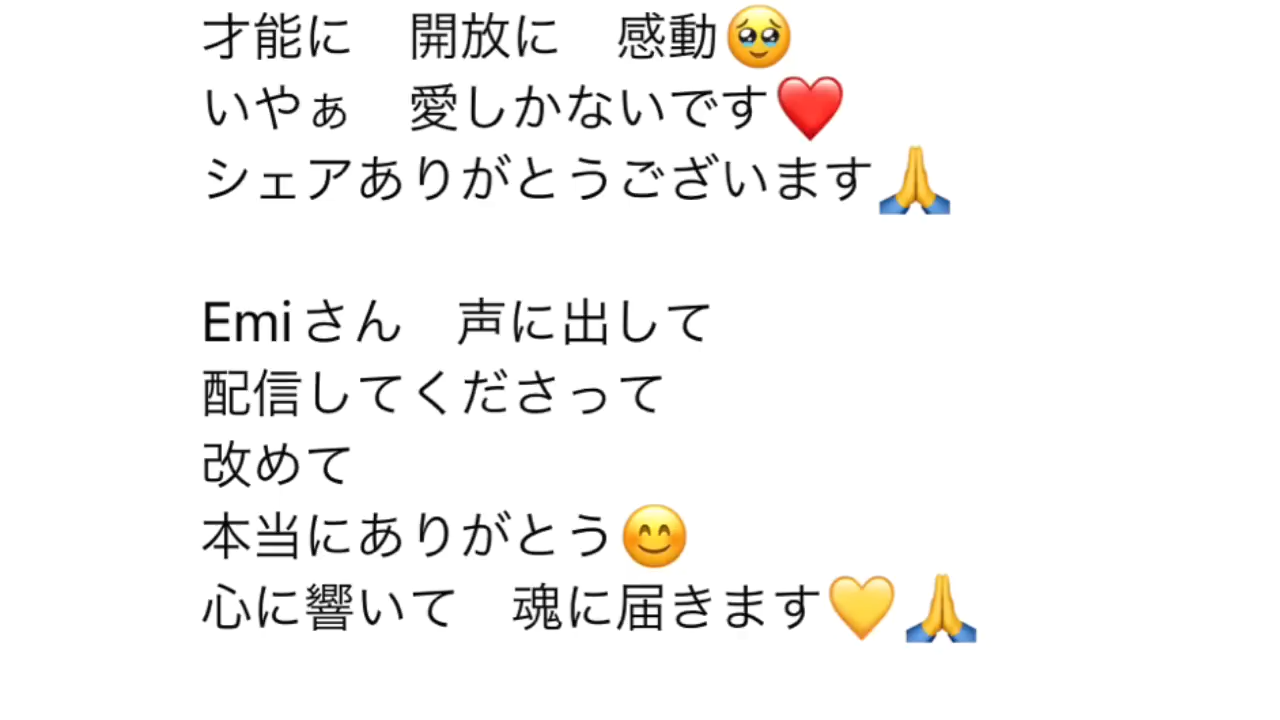 才能に　開放に　感動🥹
いやぁ　愛しかないです❤️
シェアありがとうございます🙏
Emiさん　声に出して
配信してくださって
改めて
本当にありがとう😊
心に響いて　魂に届きます💛🙏